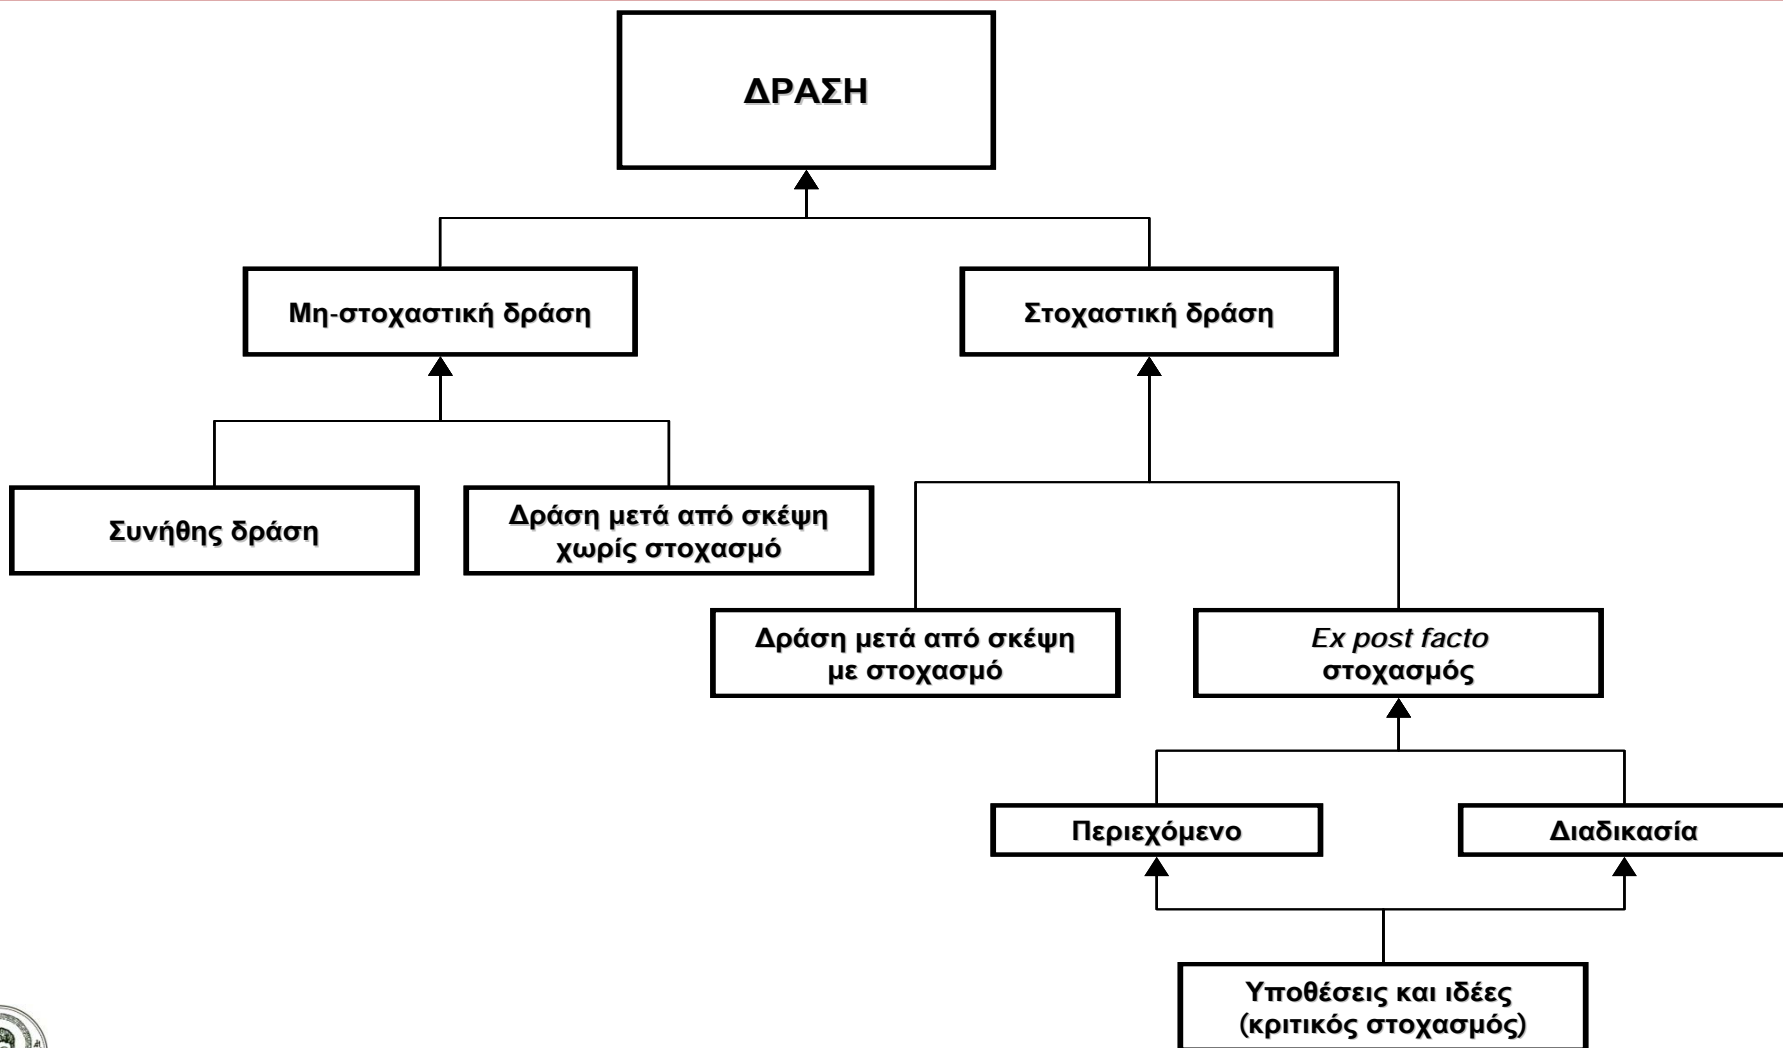 ΔΡΑΣΗ
Μη-στοχαστική δράση
Στοχαστική δράση
Συνήθης δράση
Δράση μετά από σκέψη
χωρίς στοχασμό
Δράση μετά από σκέψη
με στοχασμό
Ex post facto
στοχασμός
Περιεχόμενο
Διαδικασία
Υποθέσεις και ιδέες
(κριτικός στοχασμός)